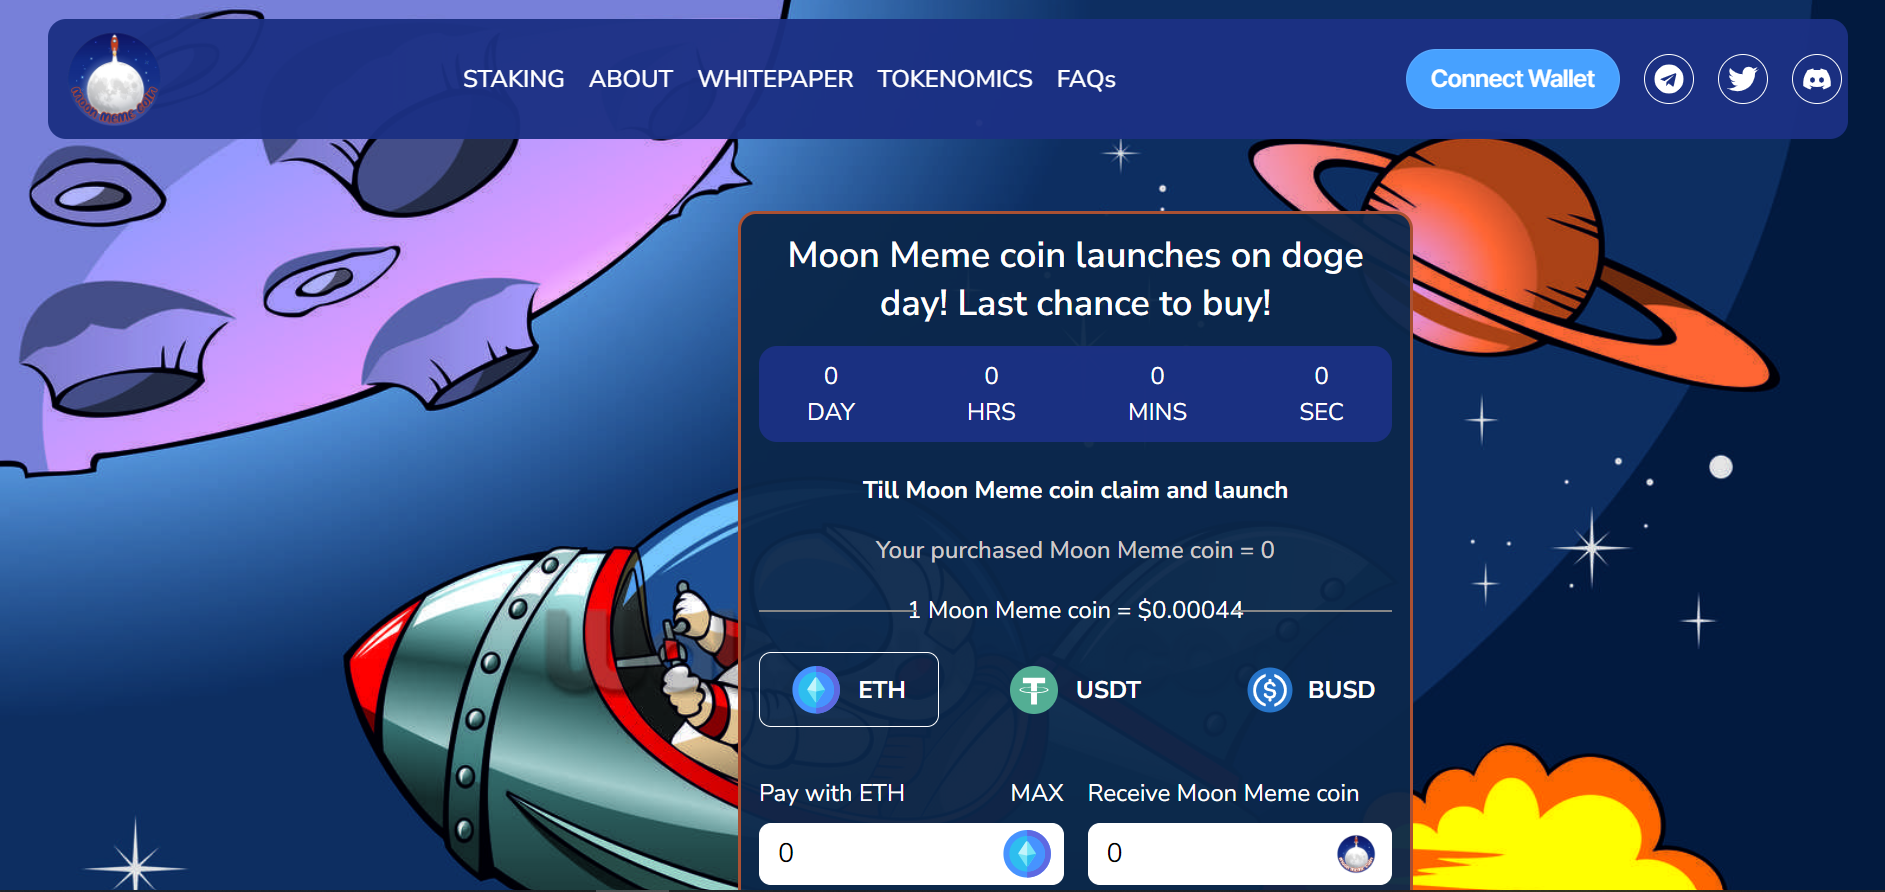 moon meme coin
STAKING ABOUT WHITEPAPER TOKENOMICS FAQs
Connect Wallet
Moon Meme coin launches on doge
day! Last chance to buy!
0 0 0 0
DAY HRS MINS SEC
Till Moon Meme coin claim and launch
Your purchased Moon Meme coin = 0
1 Moon Meme coin = $0.00044
ETH USDT BUSD
Pay with ETH MAX Receive Moon Meme coin
0 0